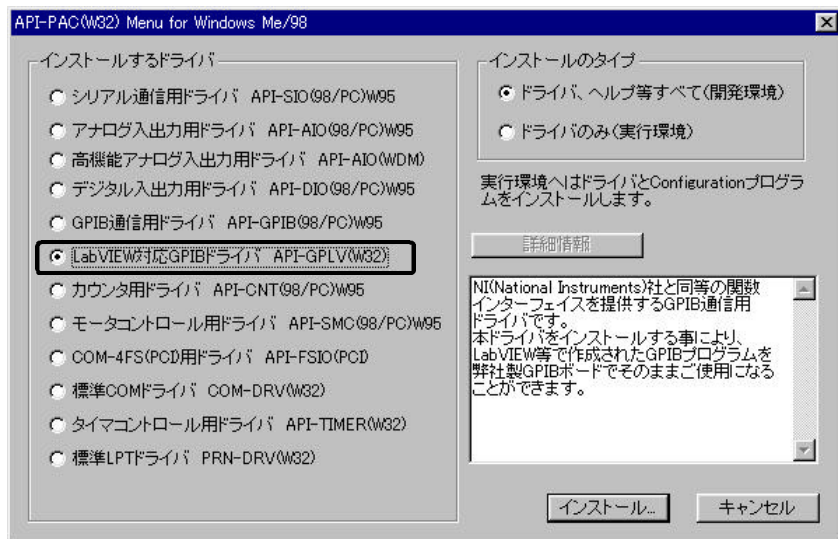 API-PAC(W32) Menu for Windows Me/98
インストールするドライバ
シリアル通信用ドライバ API-SIO(98/PC)W95
アナログ入出力用ドライバ API-AIO(98/PC)W95
高機能アナログ入出力用ドライバ API-AIO(WDM)
デジタル入出力用ドライバ API-DIO(98/PC)W95
GPIB通信用ドライバ API-GPIB(98/PC)W95
LabVIEW対応GPIBドライバ API-GPLV(W32)
カウンタ用ドライバ API-CNT(98/PC)W95
モータコントロール用ドライバ API-SMC(98/PC)W95
COM-4FS(PCI)用ドライバ API-FSIO(PCI)
標準COMドライバ COM-DRV(W32)
タイマコントロール用ドライバ API-TIMER(W32)
標準LPTドライバ PRN-DRV(W32)
インストールのタイプ
ドライバ、ヘルプ等すべて(開発環境)
ドライバのみ(実行環境)
実行環境へはドライバとConfigurationプログラ
ムをインストールします。
詳細情報
NI(National Instruments)社と同等の関数
インターフェイスを提供するGPIB通信用
ドライバです。
本ドライバをインストールする事により、
LabVIEW等で作成されたGPIBプログラムを
弊社製GPIBボードでそのままご使用になる
ことができます。
インストール...
キャンセル